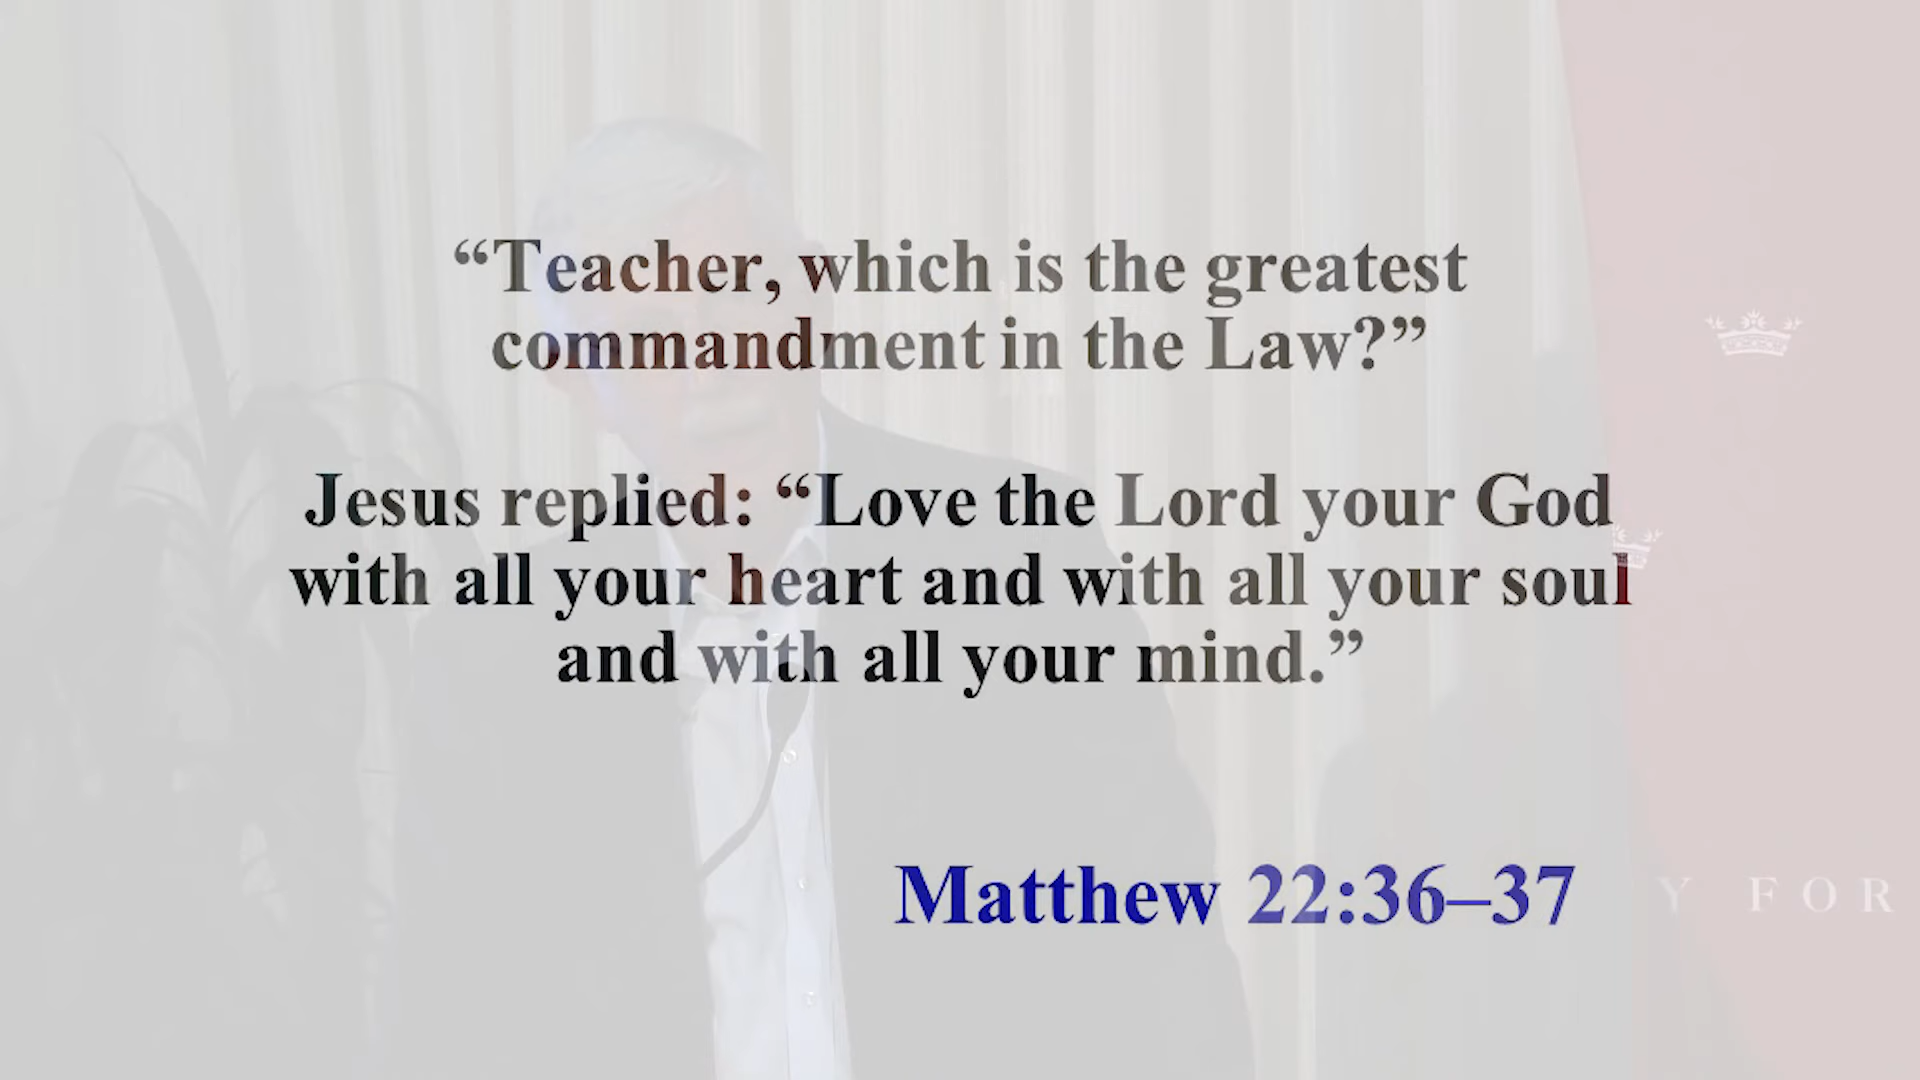 “Teacher, which is the greatest
commandment in the Law?”
Jesus replied: “Love the Lord your God
with all your heart and with all your soul
and with all your mind.”
Matthew 22:36–37
Y FOR